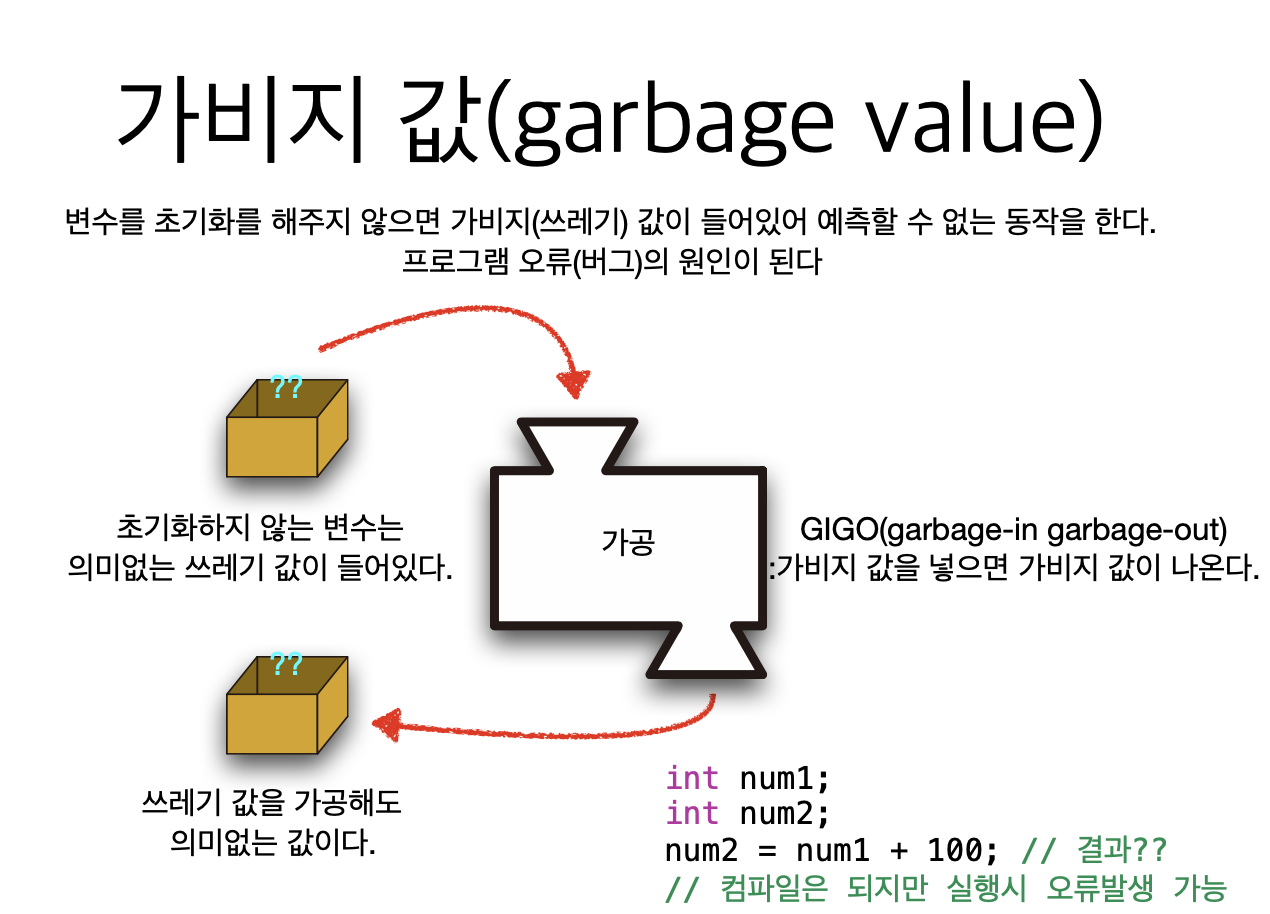 가비지 값(garbage value)
변수를 초기화를 해주지 않으면 가비지(쓰레기) 값이 들어있어 예측할 수 없는 동작을 한다.
프로그램 오류(버그)의 원인이 된다
??
초기화하지 않는 변수는
의미없는 쓰레기 값이 들어있다.
가공
GIGO(garbage-in garbage-out)
:가비지 값을 넣으면 가비지 값이 나온다.
??
쓰레기 값을 가공해도
의미없는 값이다.
int num1;
int num2;
num2 = num1 + 100; // 결과??
// 컴파일은 되지만 실행시 오류발생 가능